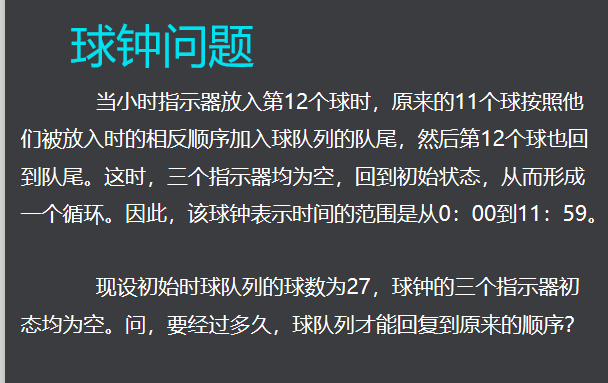 球钟问题
当小时指示器放入第12个球时，原来的11个球按照他
们被放入时的相反顺序加入球队列的队尾，然后第12个球也回
到队尾。这时，三个指示器均为空，回到初始状态，从而形成
一个循环。因此，该球钟表示时间的范围是从0：00到11：59。
现设初始时球队列的球数为27，球钟的三个指示器初
态均为空。问，要经过多久，球队列才能回复到原来的顺序？